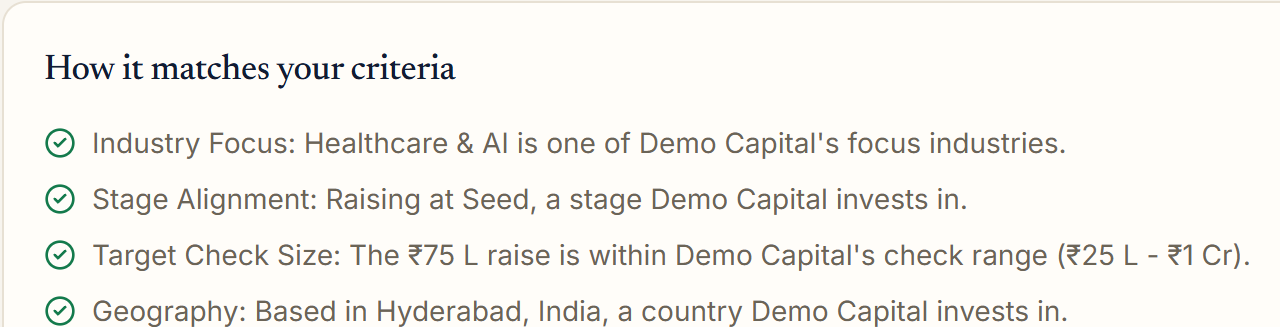 How it matches your criteria
Industry Focus: Healthcare & AI is one of Demo Capital's focus industries.
Stage Alignment: Raising at Seed, a stage Demo Capital invests in.
Target Check Size: The ₹75 L raise is within Demo Capital's check range (₹25 L - ₹1 Cr).
Geography: Based in Hyderabad, India, a country Demo Capital invests in.